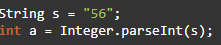 String s = "56";
int a = Integer.parseInt(s);